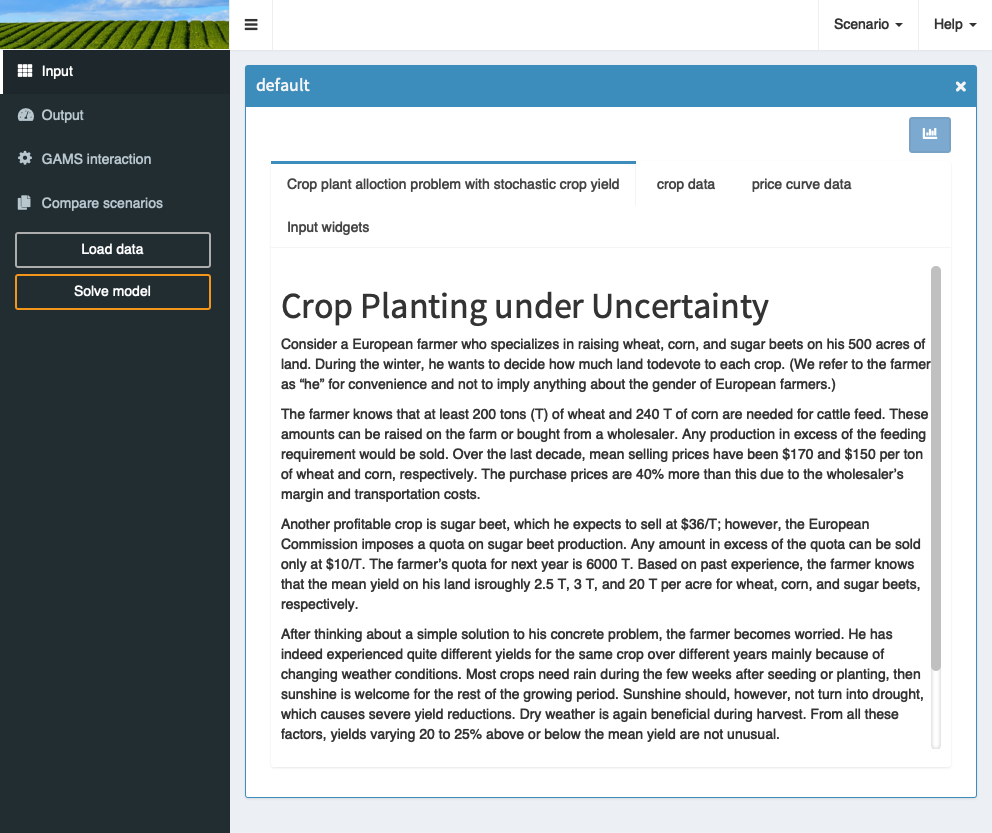 Scenario
Help
Input
Output
GAMS interaction
Compare scenarios
Load data
Solve model
default
Crop plant alloction problem with stochastic crop yield
crop data
price curve data
Input widgets
Crop Planting under Uncertainty
Consider a European farmer who specializes in raising wheat, corn, and sugar beets on his 500 acres of
land. During the winter, he wants to decide how much land todevote to each crop. (We refer to the farmer
as “he” for convenience and not to imply anything about the gender of European farmers.)
The farmer knows that at least 200 tons (T) of wheat and 240 T of corn are needed for cattle feed. These
amounts can be raised on the farm or bought from a wholesaler. Any production in excess of the feeding
requirement would be sold. Over the last decade, mean selling prices have been $170 and $150 per ton
of wheat and corn, respectively. The purchase prices are 40% more than this due to the wholesaler’s
margin and transportation costs.
Another profitable crop is sugar beet, which he expects to sell at $36/T; however, the European
Commission imposes a quota on sugar beet production. Any amount in excess of the quota can be sold
only at $10/T. The farmer’s quota for next year is 6000 T. Based on past experience, the farmer knows
that the mean yield on his land isroughly 2.5 T, 3 T, and 20 T per acre for wheat, corn, and sugar beets,
respectively.
After thinking about a simple solution to his concrete problem, the farmer becomes worried. He has
indeed experienced quite different yields for the same crop over different years mainly because of
changing weather conditions. Most crops need rain during the few weeks after seeding or planting, then
sunshine is welcome for the rest of the growing period. Sunshine should, however, not turn into drought,
which causes severe yield reductions. Dry weather is again beneficial during harvest. From all these
factors, yields varying 20 to 25% above or below the mean yield are not unusual.